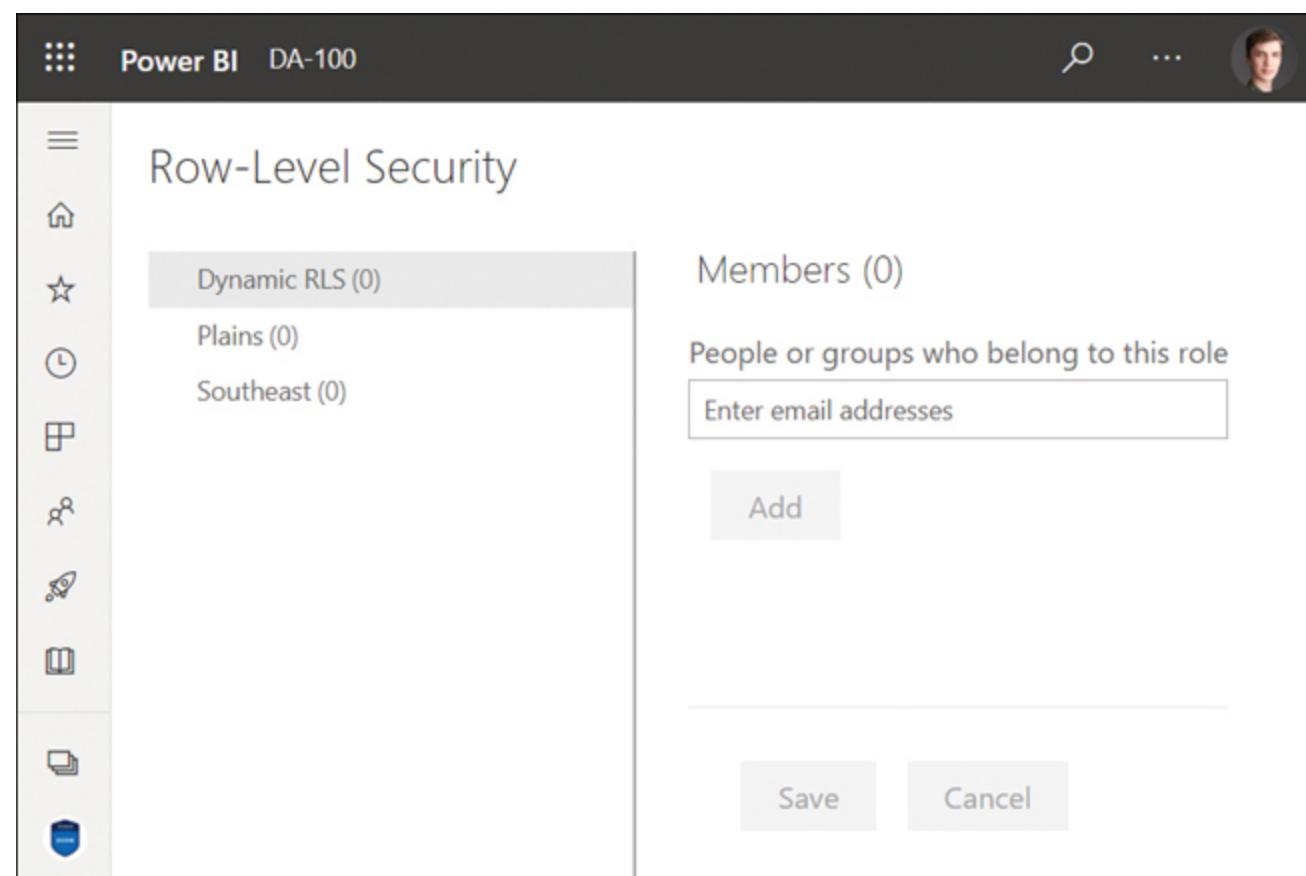 Power BI DA-100
Row-Level Security
Dynamic RLS (0)
Plains (0)
Southeast (0)
Members (0)
People or groups who belong to this role
Enter email addresses
Add
Save Cancel